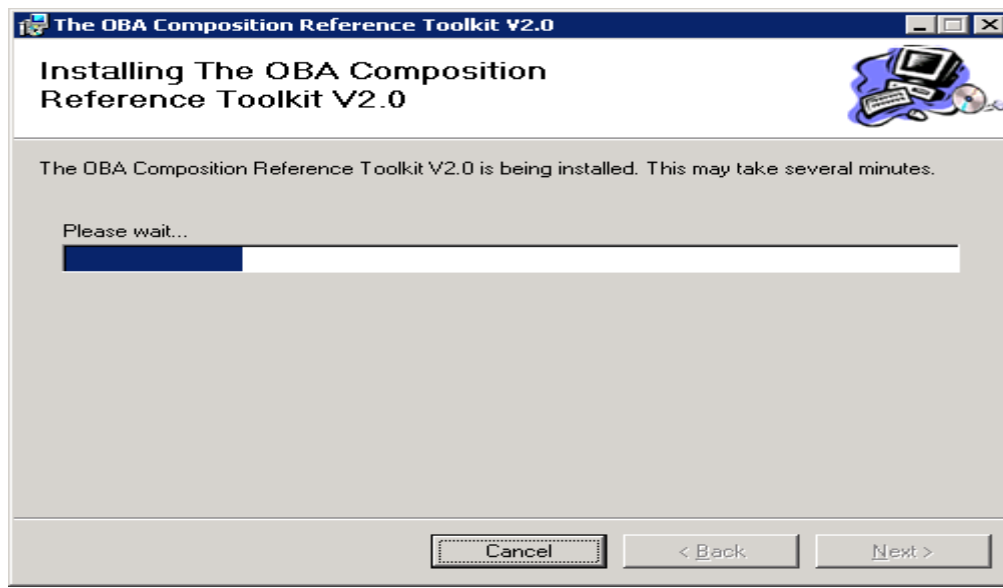 The OBA Composition Reference Toolkit V2.0
Installing The OBA Composition
Reference Toolkit V2.0
The OBA Composition Reference Toolkit V2.0 is being installed. This may take several minutes.
Please wait...
Cancel
< Back
Next >